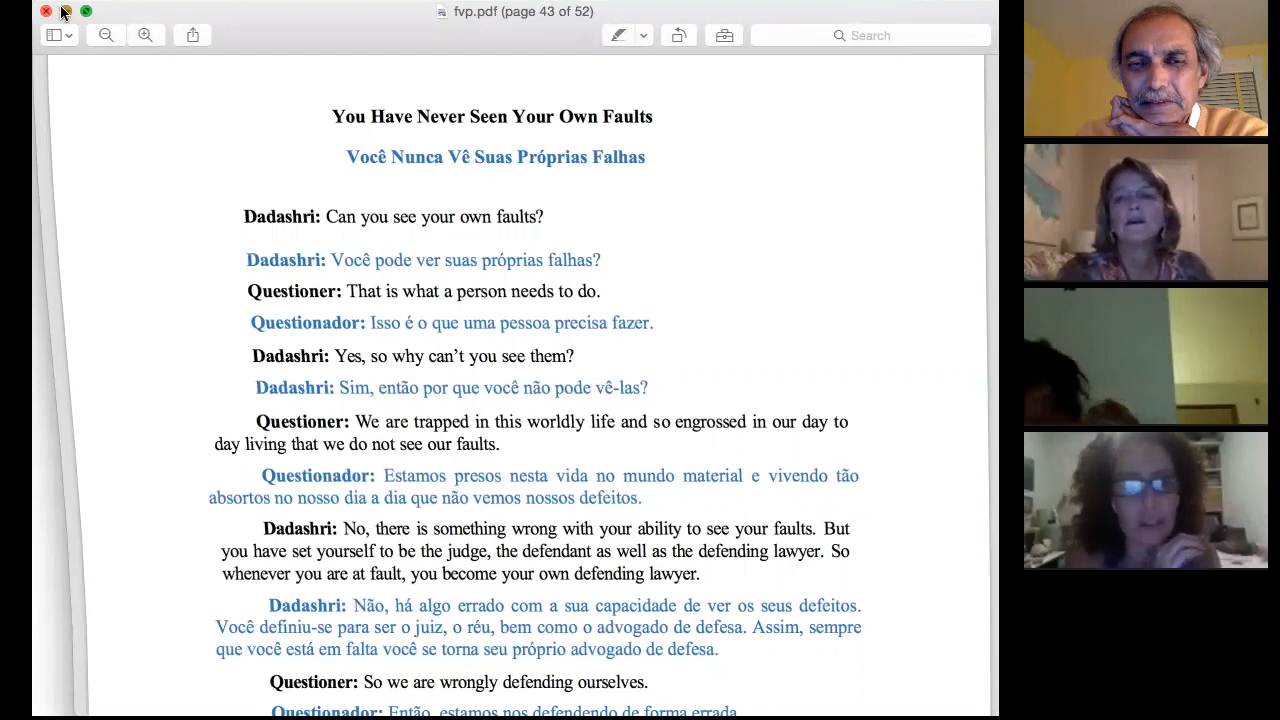 fvp.pdf (page 43 of 52)
Search
You Have Never Seen Your Own Faults
Você Nunca Vê Suas Próprias Falhas
Dadashri: Can you see your own faults?
Dadashri: Você pode ver suas próprias falhas?
Questioner: That is what a person needs to do.
Questionador: Isso é o que uma pessoa precisa fazer.
Dadashri: Yes, so why can't you see them?
Dadashri: Sim, então por que você não pode vê-las?
Questioner: We are trapped in this worldly life and so engrossed in our day to
day living that we do not see our faults.
Questionador: Estamos presos nesta vida no mundo material e vivendo tão
absortos no nosso dia a dia que não vemos nossos defeitos.
Dadashri: No, there is something wrong with your ability to see your faults. But
you have set yourself to be the judge, the defendant as well as the defending lawyer. So
whenever you are at fault, you become your own defending lawyer.
Dadashri: Não, há algo errado com a sua capacidade de ver os seus defeitos.
Você definiu-se para ser o juiz, o réu, bem como o advogado de defesa. Assim, sempre
que você está em falta você se torna seu próprio advogado de defesa.
Questioner: So we are wrongly defending ourselves.
Questionador: Então, estamos nos defendendo de forma errada